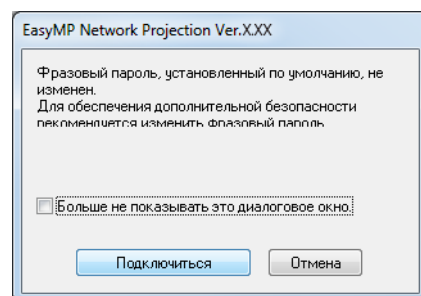 EasyMP Network Projection Ver.X.XX
Фразовый пароль, установленный по умолчанию, не
изменен.
Для обеспечения дополнительной безопасности
рекомендуется изменить фразовый пароль
Больше не показывать это диалоговое окно.
Подключиться
Отмена